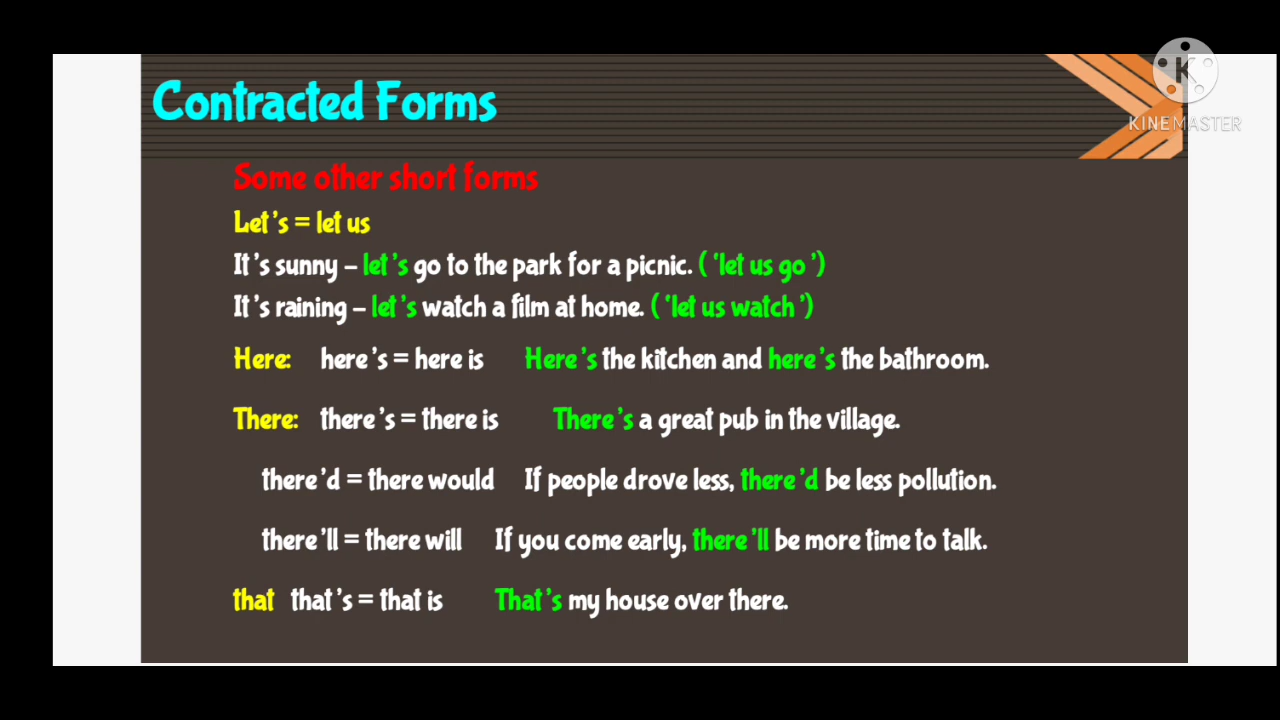 Contracted Forms
K
KINEMASTER
Some other short forms
Let's = let us
It's sunny – let's go to the park for a picnic. ( 'let us go')
It's raining – let's watch a film at home. ( 'let us watch')
Here: here's = here is Here's the kitchen and here's the bathroom.
There: there's = there is There's a great pub in the village.
there'd = there would If people drove less, there'd be less pollution.
there'll = there will If you come early, there'll be more time to talk.
that that's = that is That's my house over there.